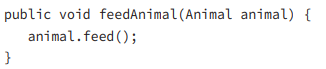 public void feedAnimal(Animal animal) {
   animal.feed();
}